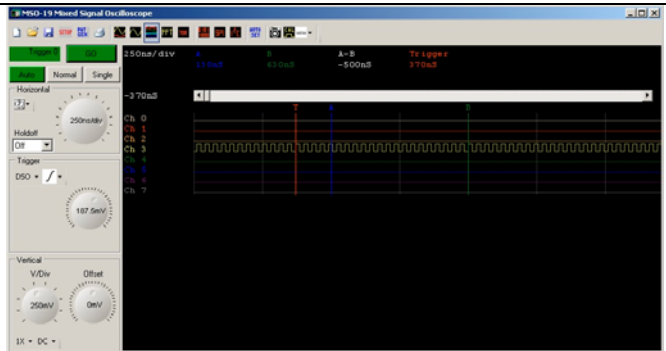 MSO-19 Mixed Signal Oscilloscope
Trigger D GO
Auto Normal Single
Horizontal
250ns/div
Holdoff
Off
Trigger
DSO
187.5mV
Vertical
V/Div Offset
250mV 0mV
1X DC
250ns/div A B A-B Trigger
130nS 630nS -500nS 370nS
-370nS
T A B
Ch 0
Ch 1
Ch 2
Ch 3
Ch 4
Ch 5
Ch 6
Ch 7